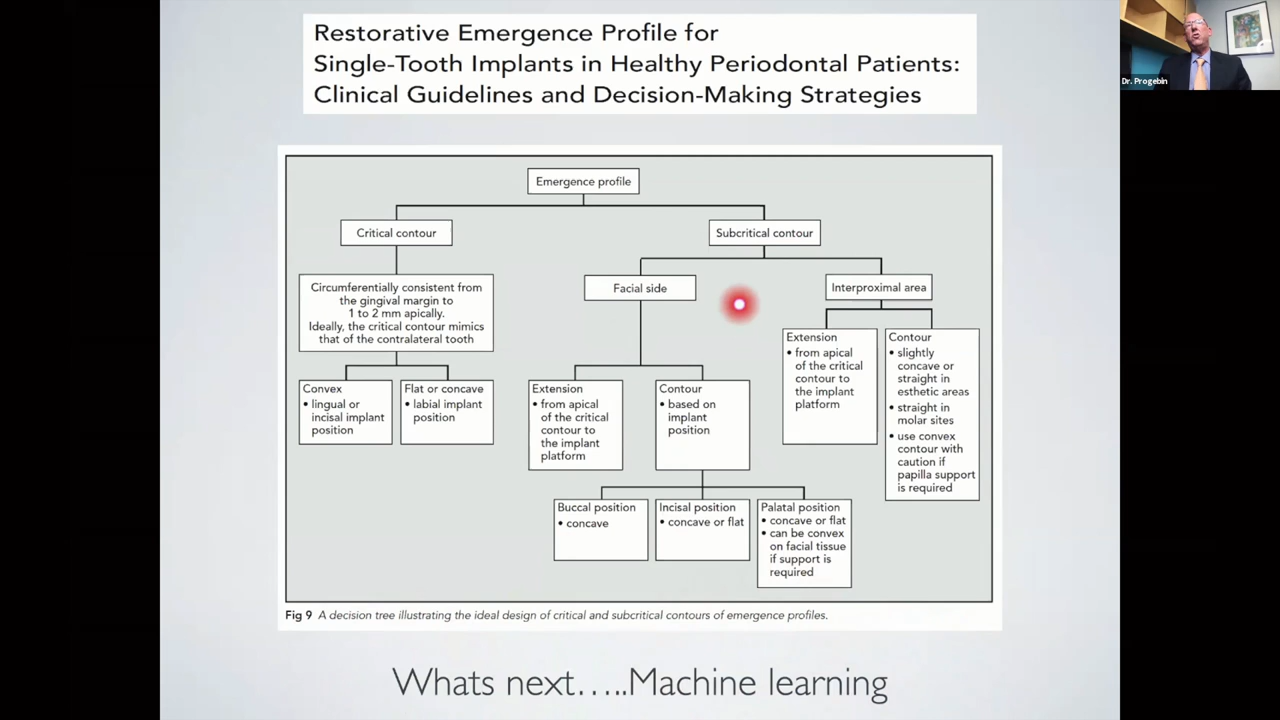 Restorative Emergence Profile for
Single-Tooth Implants in Healthy Periodontal Patients:
Clinical Guidelines and Decision-Making Strategies
Dr. Progebin
Emergence profile
Critical contour
Subcritical contour
Circumferentially consistent from
the gingival margin to
1 to 2 mm apically.
Ideally, the critical contour mimics
that of the contralateral tooth
Facial side
Interproximal area
Convex
• lingual or
incisal implant
position
Flat or concave
• labial implant
position
Extension
• from apical
of the critical
contour to
the implant
platform
Contour
• based on
implant
position
Extension
• from apical
of the critical
contour to
the implant
platform
Contour
• slightly
concave or
straight in
esthetic areas
• straight in
molar sites
• use convex
contour with
caution if
papilla support
is required
Buccal position
• concave
Incisal position
• concave or flat
Palatal position
• concave or flat
• can be convex
on facial tissue
if support is
required
Fig 9 A decision tree illustrating the ideal design of critical and subcritical contours of emergence profiles.
Whats next.....Machine learning